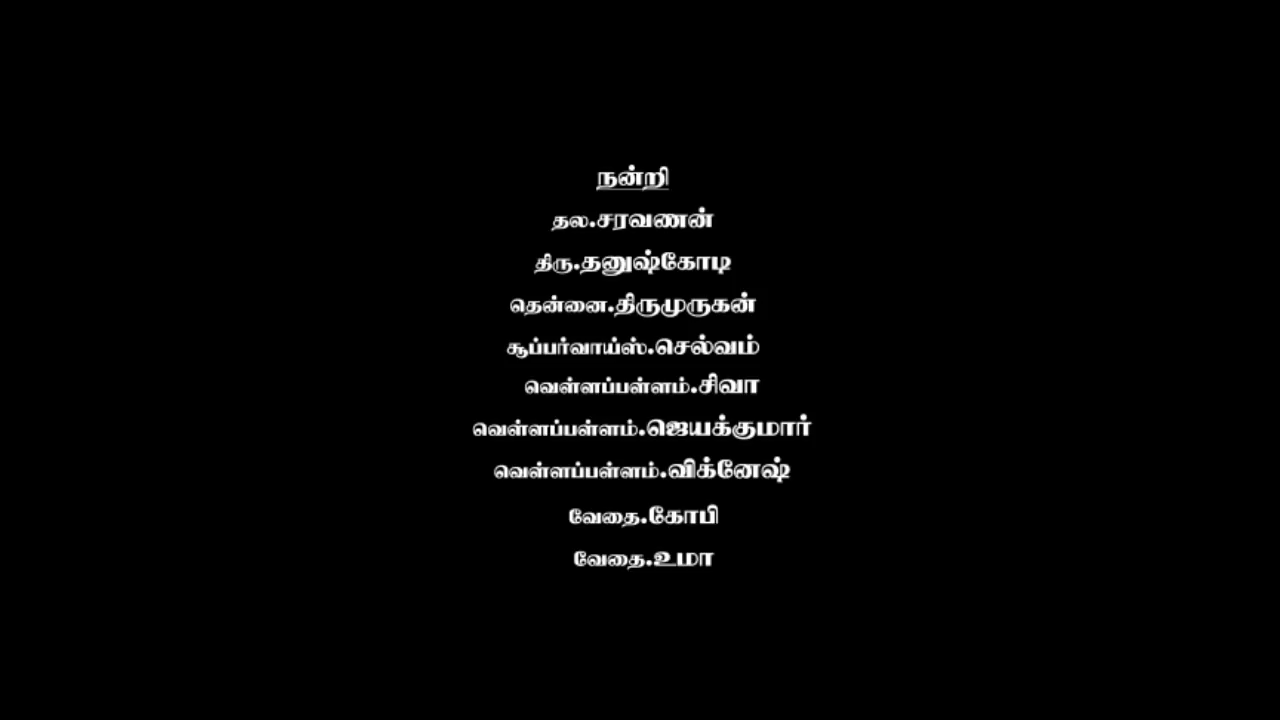 நன்றி
தல.சரவணன்
திரு.தனுஷ்கோடி
தென்னை.திருமுருகன்
சூப்பர்வாய்ஸ்.செல்வம்
வெள்ளப்பள்ளம்.சிவா
வெள்ளப்பள்ளம்.ஜெயக்குமார்
வெள்ளப்பள்ளம்.விக்னேஷ்
வேதை.கோபி
வேதை.உமா